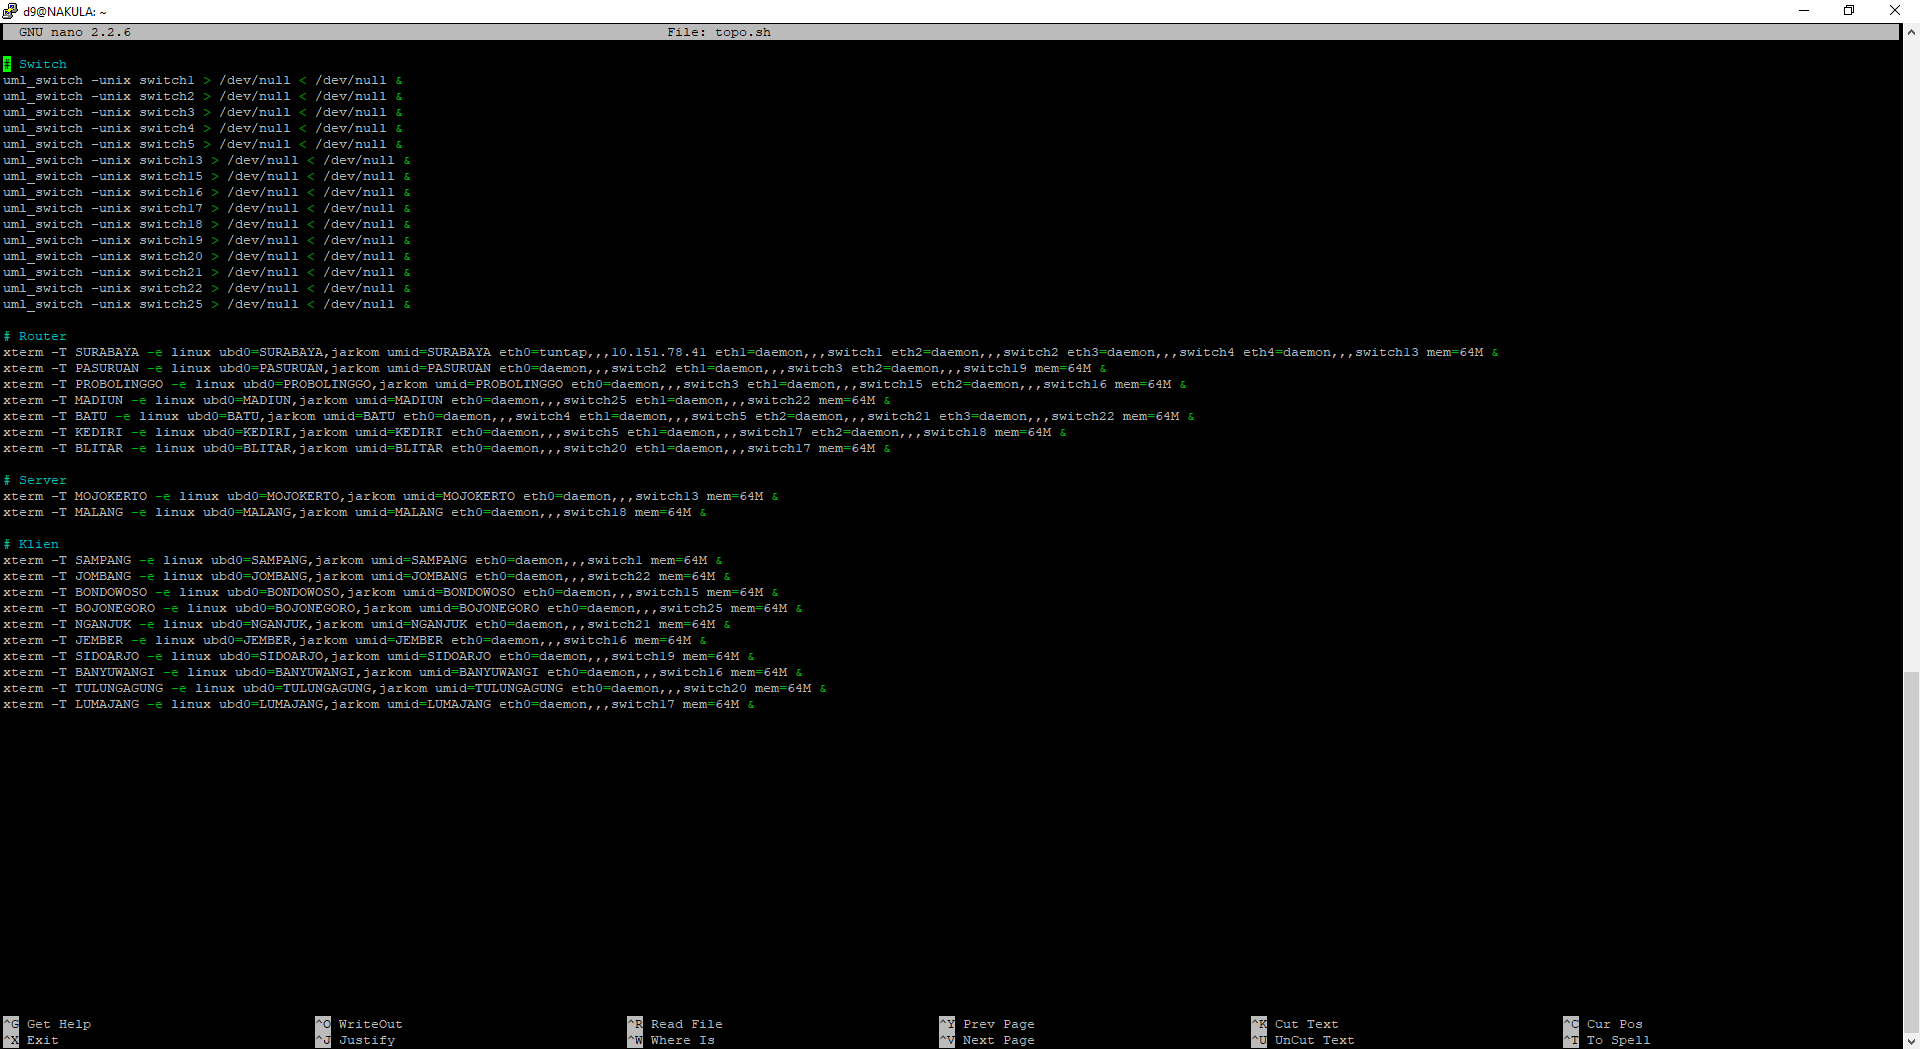 d9@NAKULA: ~
GNU nano 2.2.6 File: topo.sh
# Switch
uml_switch -unix switch1 > /dev/null < /dev/null &
uml_switch -unix switch2 > /dev/null < /dev/null &
uml_switch -unix switch3 > /dev/null < /dev/null &
uml_switch -unix switch4 > /dev/null < /dev/null &
uml_switch -unix switch5 > /dev/null < /dev/null &
uml_switch -unix switch13 > /dev/null < /dev/null &
uml_switch -unix switch15 > /dev/null < /dev/null &
uml_switch -unix switch16 > /dev/null < /dev/null &
uml_switch -unix switch17 > /dev/null < /dev/null &
uml_switch -unix switch18 > /dev/null < /dev/null &
uml_switch -unix switch19 > /dev/null < /dev/null &
uml_switch -unix switch20 > /dev/null < /dev/null &
uml_switch -unix switch21 > /dev/null < /dev/null &
uml_switch -unix switch22 > /dev/null < /dev/null &
uml_switch -unix switch25 > /dev/null < /dev/null &
# Router
xterm -T SURABAYA -e linux ubd0=SURABAYA,jarkom umid=SURABAYA eth0=tuntap,,,10.151.78.41 eth1=daemon,,,switch1 eth2=daemon,,,switch2 eth3=daemon,,,switch4 eth4=daemon,,,switch13 mem=64M &
xterm -T PASURUAN -e linux ubd0=PASURUAN,jarkom umid=PASURUAN eth0=daemon,,,switch2 eth1=daemon,,,switch3 eth2=daemon,,,switch19 mem=64M &
xterm -T PROBOLINGGO -e linux ubd0=PROBOLINGGO,jarkom umid=PROBOLINGGO eth0=daemon,,,switch3 eth1=daemon,,,switch15 eth2=daemon,,,switch16 mem=64M &
xterm -T MADIUN -e linux ubd0=MADIUN,jarkom umid=MADIUN eth0=daemon,,,switch25 eth1=daemon,,,switch22 mem=64M &
xterm -T BATU -e linux ubd0=BATU,jarkom umid=BATU eth0=daemon,,,switch4 eth1=daemon,,,switch5 eth2=daemon,,,switch21 eth3=daemon,,,switch22 mem=64M &
xterm -T KEDIRI -e linux ubd0=KEDIRI,jarkom umid=KEDIRI eth0=daemon,,,switch5 eth1=daemon,,,switch17 eth2=daemon,,,switch18 mem=64M &
xterm -T BLITAR -e linux ubd0=BLITAR,jarkom umid=BLITAR eth0=daemon,,,switch20 eth1=daemon,,,switch17 mem=64M &
# Server
xterm -T MOJOKERTO -e linux ubd0=MOJOKERTO,jarkom umid=MOJOKERTO eth0=daemon,,,switch13 mem=64M &
xterm -T MALANG -e linux ubd0=MALANG,jarkom umid=MALANG eth0=daemon,,,switch18 mem=64M &
# Klien
xterm -T SAMPANG -e linux ubd0=SAMPANG,jarkom umid=SAMPANG eth0=daemon,,,switch1 mem=64M &
xterm -T JOMBANG -e linux ubd0=JOMBANG,jarkom umid=JOMBANG eth0=daemon,,,switch22 mem=64M &
xterm -T BONDOWOSO -e linux ubd0=BONDOWOSO,jarkom umid=BONDOWOSO eth0=daemon,,,switch15 mem=64M &
xterm -T BOJONEGORO -e linux ubd0=BOJONEGORO,jarkom umid=BOJONEGORO eth0=daemon,,,switch25 mem=64M &
xterm -T NGANJUK -e linux ubd0=NGANJUK,jarkom umid=NGANJUK eth0=daemon,,,switch21 mem=64M &
xterm -T JEMBER -e linux ubd0=JEMBER,jarkom umid=JEMBER eth0=daemon,,,switch16 mem=64M &
xterm -T SIDOARJO -e linux ubd0=SIDOARJO,jarkom umid=SIDOARJO eth0=daemon,,,switch19 mem=64M &
xterm -T BANYUWANGI -e linux ubd0=BANYUWANGI,jarkom umid=BANYUWANGI eth0=daemon,,,switch16 mem=64M &
xterm -T TULUNGAGUNG -e linux ubd0=TULUNGAGUNG,jarkom umid=TULUNGAGUNG eth0=daemon,,,switch20 mem=64M &
xterm -T LUMAJANG -e linux ubd0=LUMAJANG,jarkom umid=LUMAJANG eth0=daemon,,,switch17 mem=64M &
^G Get Help ^O WriteOut ^R Read File ^Y Prev Page ^K Cut Text ^C Cur Pos
^X Exit ^J Justify ^W Where Is ^V Next Page ^U UnCut Text ^T To Spell